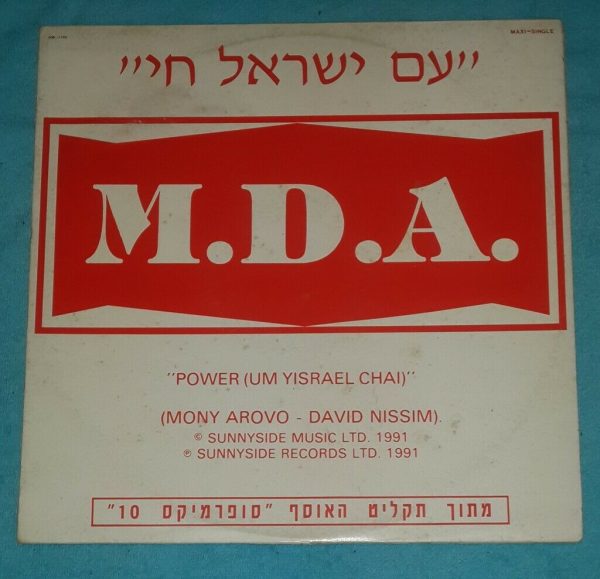 MAXI-SINGLE
"עם ישראל חי"
M.D.A.
"POWER (UM YISRAEL CHAI)"
(MONY AROVO - DAVID NISSIM).
© SUNNYSIDE MUSIC LTD. 1991
℗ SUNNYSIDE RECORDS LTD. 1991
מתוך תקליט האוסף "סופרמיקס 10"